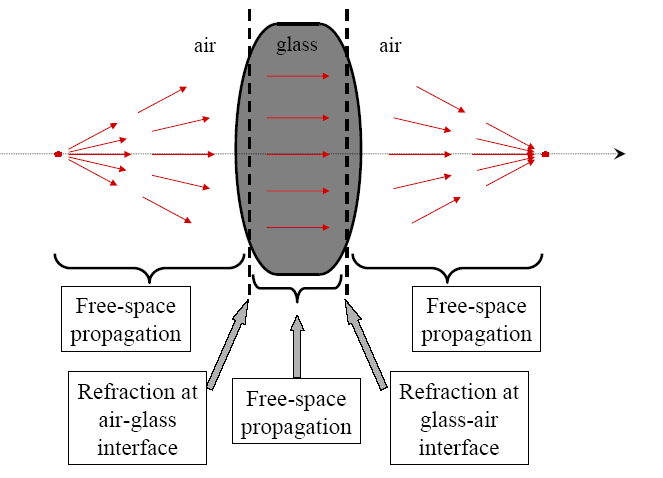 air
glass
air
Free-space
propagation
Free-space
propagation
Refraction at
air-glass
interface
Free-space
propagation
Refraction at
glass-air
interface